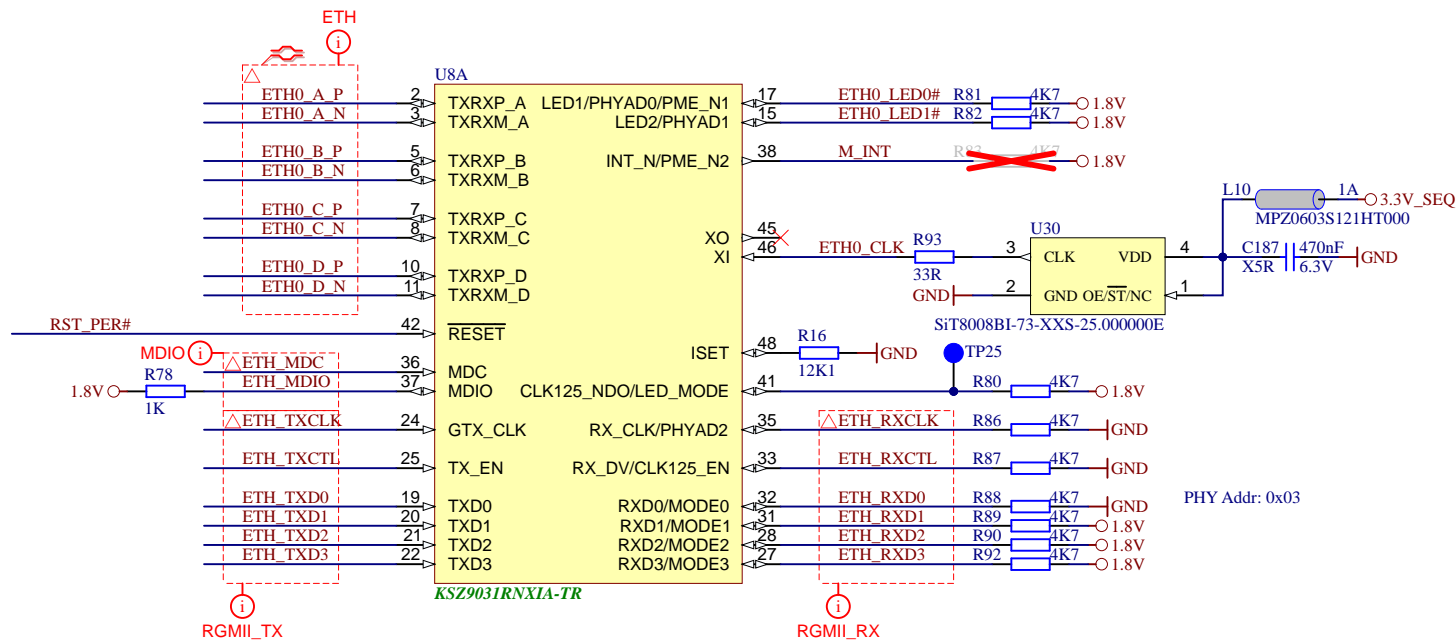 ETH
U8A
ETH0_A_P 2 TXRXP_A LED1/PHYAD0/PME_N1 17 ETH0_LED0# R81 4K7 1.8V
ETH0_A_N 3 TXRXM_A LED2/PHYAD1 15 ETH0_LED1# R82 4K7 1.8V
ETH0_B_P 5 TXRXP_B INT_N/PME_N2 38 M_INT R83 4K7 1.8V
ETH0_B_N 6 TXRXM_B
L10 1A 3.3V_SEQ
MPZ0603S121HT000
ETH0_C_P 7 TXRXP_C
ETH0_C_N 8 TXRXM_C XO 45
U30
XI 46 ETH0_CLK R93 33R 3 CLK VDD 4 C187 470nF GND
X5R 6.3V
ETH0_D_P 10 TXRXP_D
ETH0_D_N 11 TXRXM_D GND 2 GND OE/ST/NC 1
SiT8008BI-73-XXS-25.000000E
RST_PER# 42 RESET
ISET 48 R16 12K1 GND TP25
MDIO
ETH_MDC 36 MDC
1.8V R78 1K ETH_MDIO 37 MDIO CLK125_NDO/LED_MODE 41 R80 4K7 1.8V
ETH_TXCLK 24 GTX_CLK RX_CLK/PHYAD2 35 ETH_RXCLK R86 4K7 GND
ETH_TXCTL 25 TX_EN RX_DV/CLK125_EN 33 ETH_RXCTL R87 4K7 GND
ETH_TXD0 19 TXD0 RXD0/MODE0 32 ETH_RXD0 R88 4K7 GND PHY Addr: 0x03
ETH_TXD1 20 TXD1 RXD1/MODE1 31 ETH_RXD1 R89 4K7 1.8V
ETH_TXD2 21 TXD2 RXD2/MODE2 28 ETH_RXD2 R90 4K7 1.8V
ETH_TXD3 22 TXD3 RXD3/MODE3 27 ETH_RXD3 R92 4K7 1.8V
KSZ9031RNXIA-TR
RGMII_TX RGMII_RX